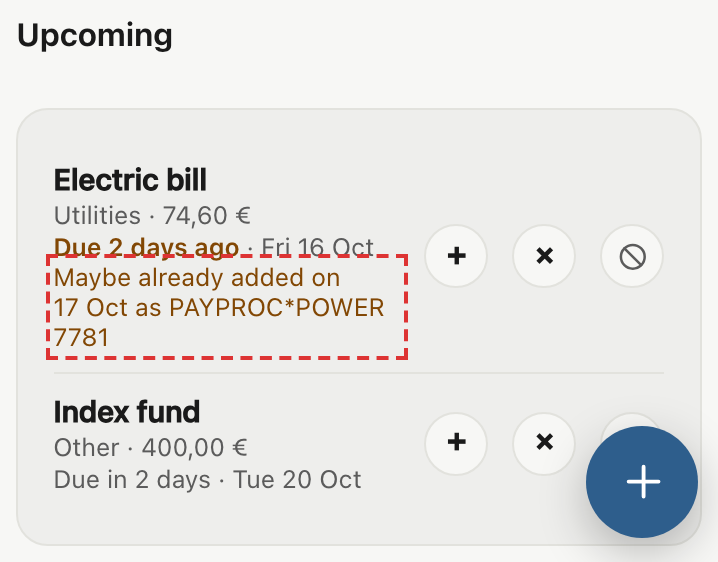 Upcoming
Electric bill
Utilities · 74,60 €
Due 2 days ago · Fri 16 Oct
Maybe already added on
17 Oct as PAYPROC*POWER
7781
Index fund
Other · 400,00 €
Due in 2 days · Tue 20 Oct